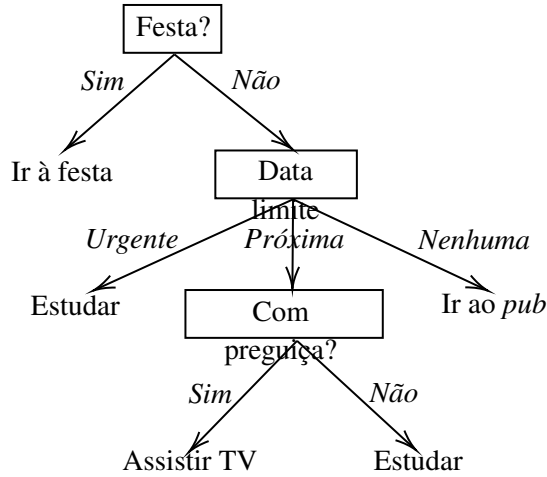 Festa?
Sim
Não
Ir à festa
Data
limite
Urgente
Próxima
Nenhuma
Estudar
Ir ao pub
Com
preguiça?
Sim
Não
Assistir TV
Estudar